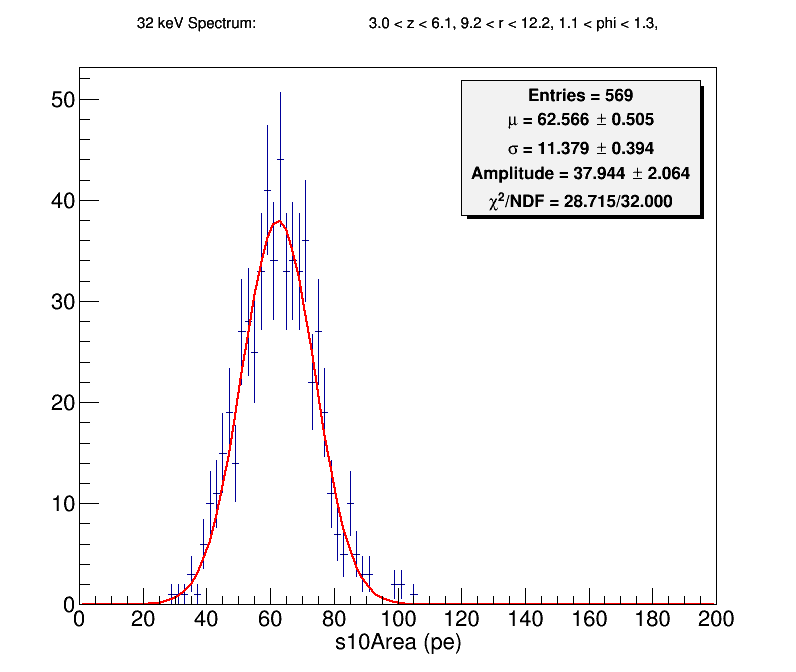 32 keV Spectrum: 3.0 < z < 6.1, 9.2 < r < 12.2, 1.1 < phi < 1.3,
Entries = 569
μ = 62.566 ± 0.505
σ = 11.379 ± 0.394
Amplitude = 37.944 ± 2.064
χ²/NDF = 28.715/32.000
50
40
30
20
10
0
0 20 40 60 80 100 120 140 160 180 200
s10Area (pe)